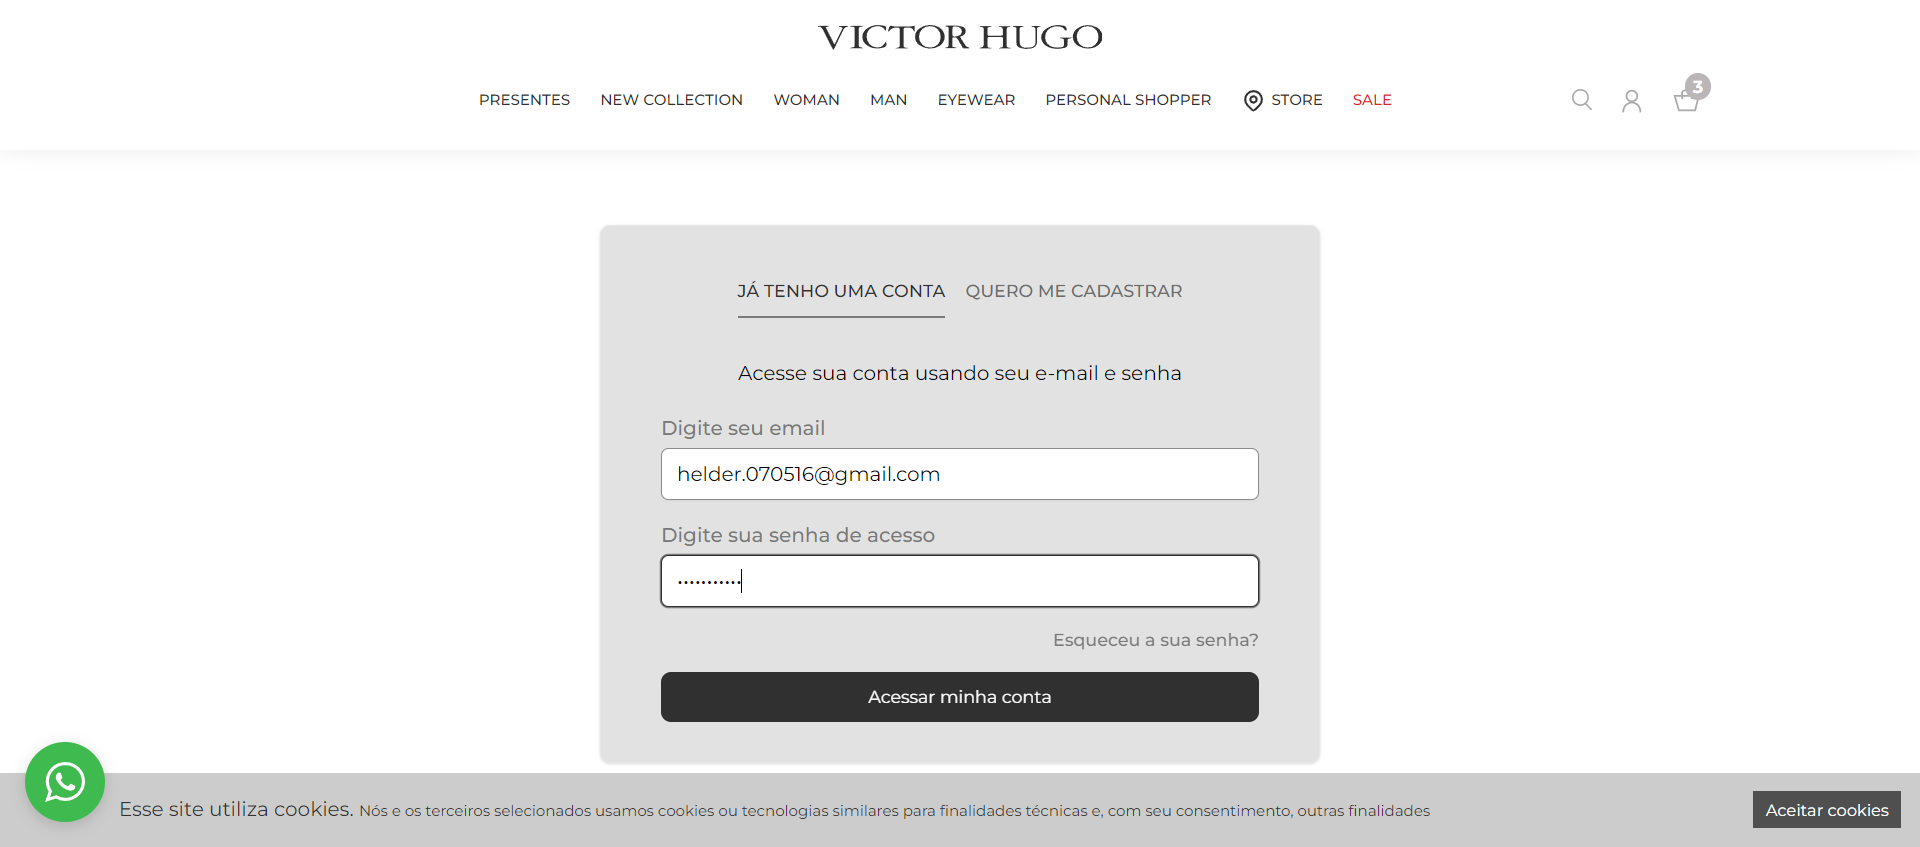 VICTOR HUGO
PRESENTES NEW COLLECTION WOMAN MAN EYEWEAR PERSONAL SHOPPER STORE SALE 3
JÁ TENHO UMA CONTA QUERO ME CADASTRAR
Acesse sua conta usando seu e-mail e senha
Digite seu email
helder.070516@gmail.com
Digite sua senha de acesso
•••••••••••
Esqueceu a sua senha?
Acessar minha conta
Esse site utiliza cookies. Nós e os terceiros selecionados usamos cookies ou tecnologias similares para finalidades técnicas e, com seu consentimento, outras finalidades Aceitar cookies